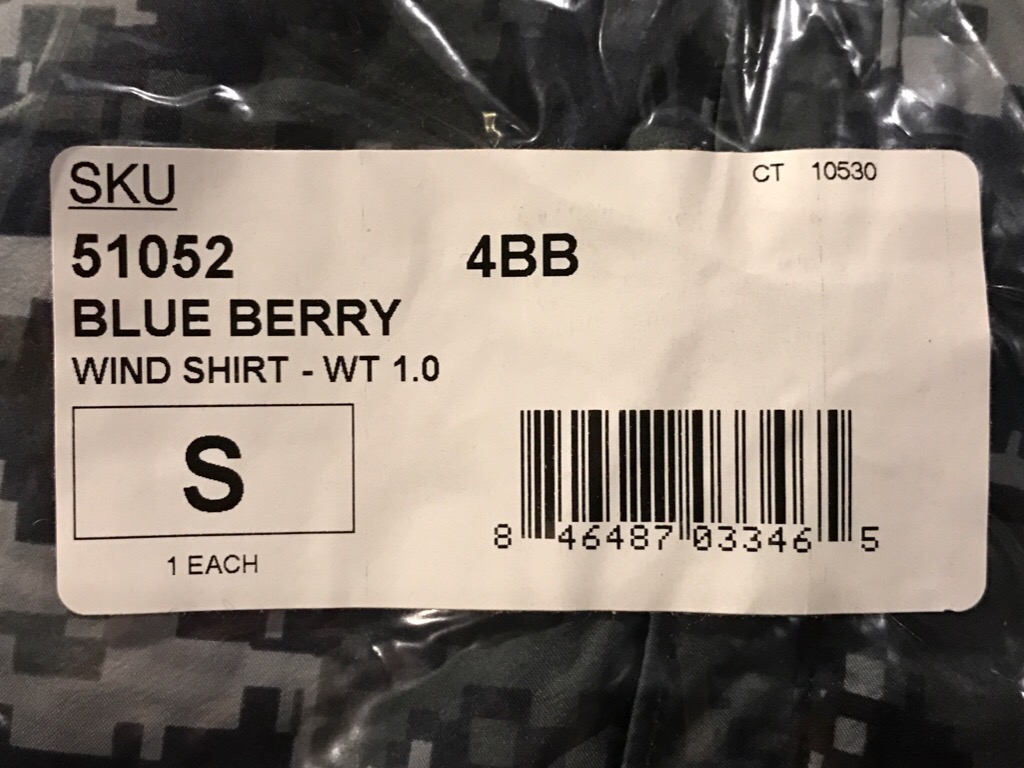 SKU
CT 10530
51052 4BB
BLUE BERRY
WIND SHIRT - WT 1.0
S
1 EACH
8 46487 03346 5